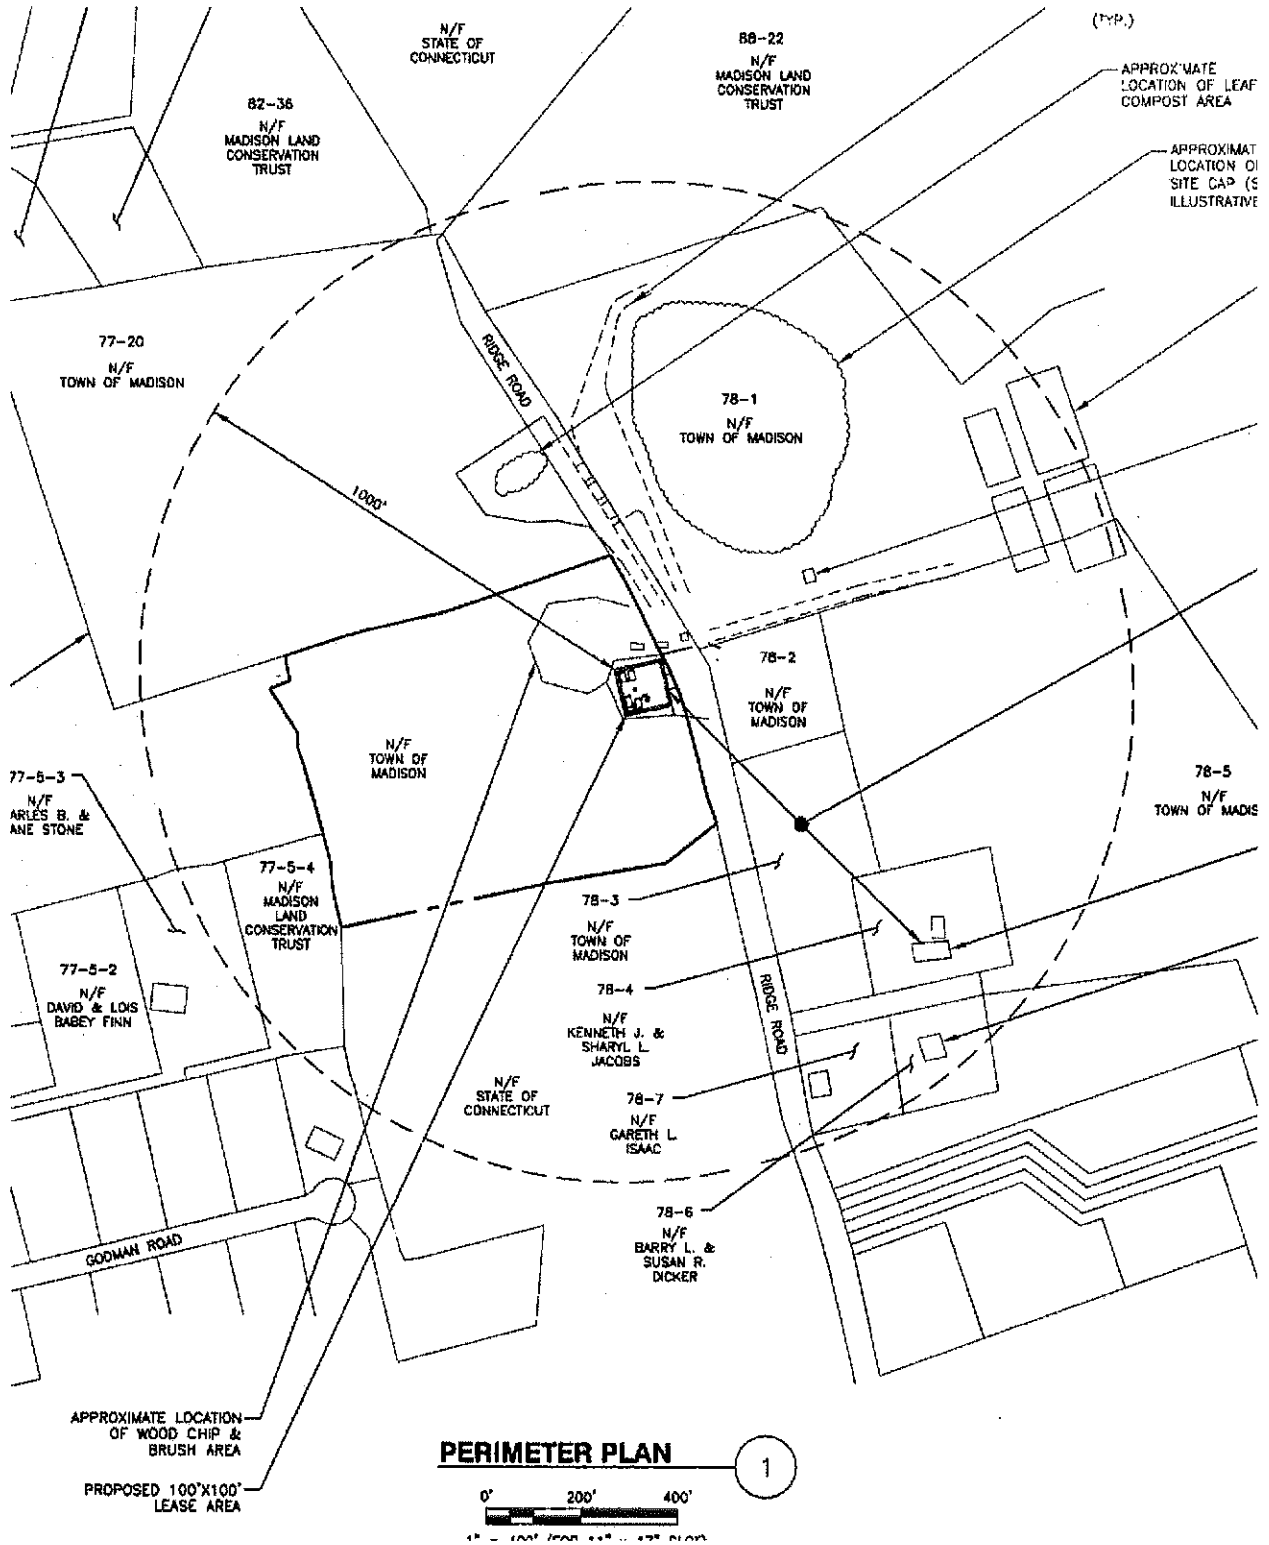 (TYP.)
N/F
STATE OF
CONNECTICUT
88-22
N/F
MADISON LAND
CONSERVATION
TRUST
APPROXIMATE
LOCATION OF LEAF
COMPOST AREA
82-36
N/F
MADISON LAND
CONSERVATION
TRUST
APPROXIMAT
LOCATION O
SITE CAP (S
ILLUSTRATIVE
77-20
N/F
TOWN OF MADISON
RIDGE ROAD
78-1
N/F
TOWN OF MADISON
1000'
78-2
N/F
TOWN OF
MADISON
N/F
TOWN OF
MADISON
77-5-3
N/F
ARLES B. &
ANE STONE
78-5
N/F
TOWN OF MADIS
77-5-4
N/F
MADISON
LAND
CONSERVATION
TRUST
78-3
N/F
TOWN OF
MADISON
77-5-2
N/F
DAVID & LOIS
BABEY FINN
78-4
N/F
KENNETH J. &
SHARYL L.
JACOBS
RIDGE ROAD
N/F
STATE OF
CONNECTICUT
78-7
N/F
GARETH L.
ISAAC
78-6
N/F
BARRY L. &
SUSAN R.
DICKER
GODMAN ROAD
APPROXIMATE LOCATION
OF WOOD CHIP &
BRUSH AREA
PROPOSED 100'X100'
LEASE AREA
PERIMETER PLAN
1
0' 200' 400'